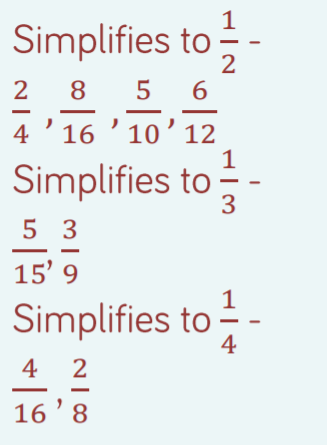 Simplifies to 1/2 -
2/4 , 8/16 , 5/10 , 6/12
Simplifies to 1/3 -
5/15 , 3/9
Simplifies to 1/4 -
4/16 , 2/8